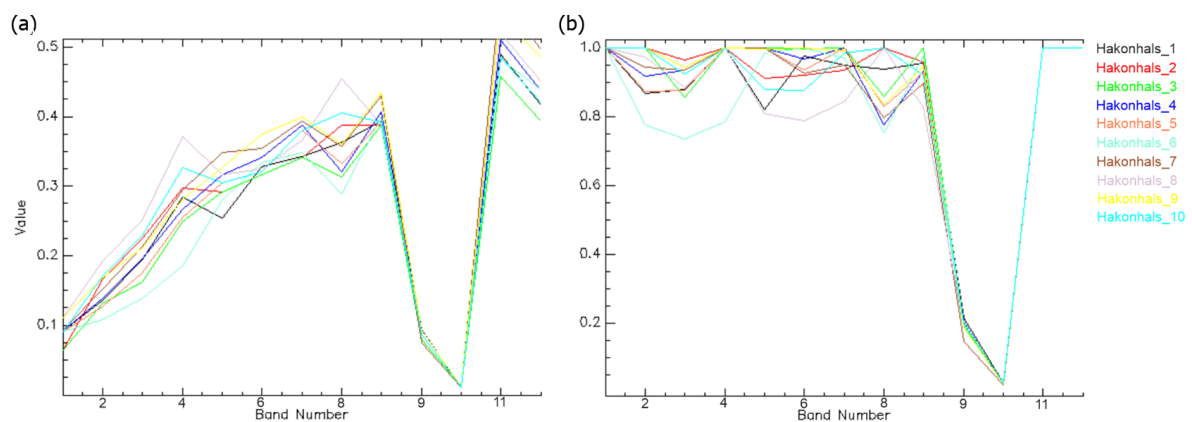 (a)
0.5
0.4
0.3
0.2
0.1
Value
2 4 6 8 9 11
Band Number
(b)
1.0
0.8
0.6
0.4
0.2
2 4 6 8 9 11
Band Number
Hakonhals_1
Hakonhals_2
Hakonhals_3
Hakonhals_4
Hakonhals_5
Hakonhals_6
Hakonhals_7
Hakonhals_8
Hakonhals_9
Hakonhals_10